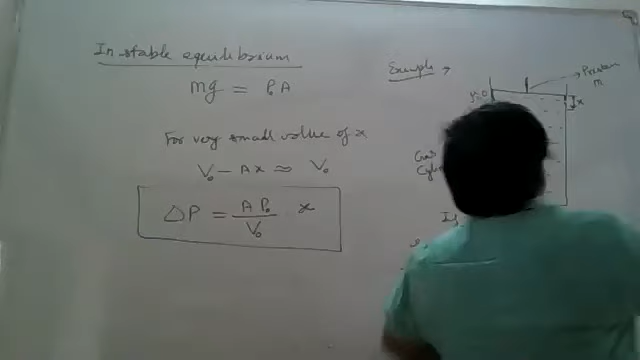 In stable equilibrium
mg = P₀A
For very small value of x
V₀ - Ax ≈ V₀
ΔP = AP₀/V₀ x
Example →
Piston
m
y=0
x
Gas
If